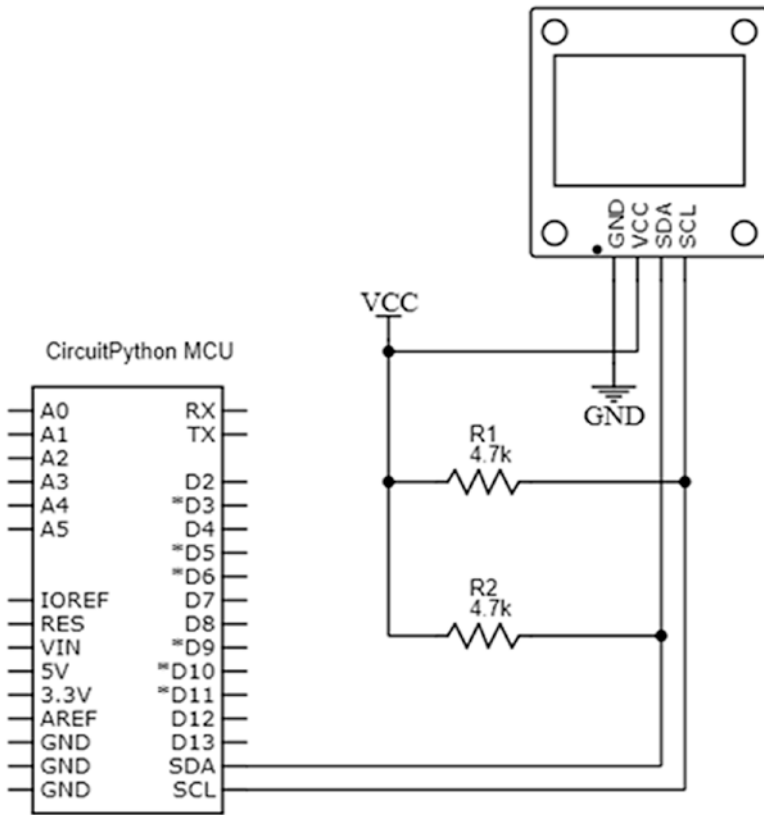 GND
VCC
SDA
SCL
VCC
GND
CircuitPython MCU
R1
4.7k
R2
4.7k
A0 RX
A1 TX
A2
A3 D2
A4 *D3
A5 D4
*D5
*D6
IOREF D7
RES D8
VIN *D9
5V *D10
3.3V *D11
AREF D12
GND D13
GND SDA
GND SCL